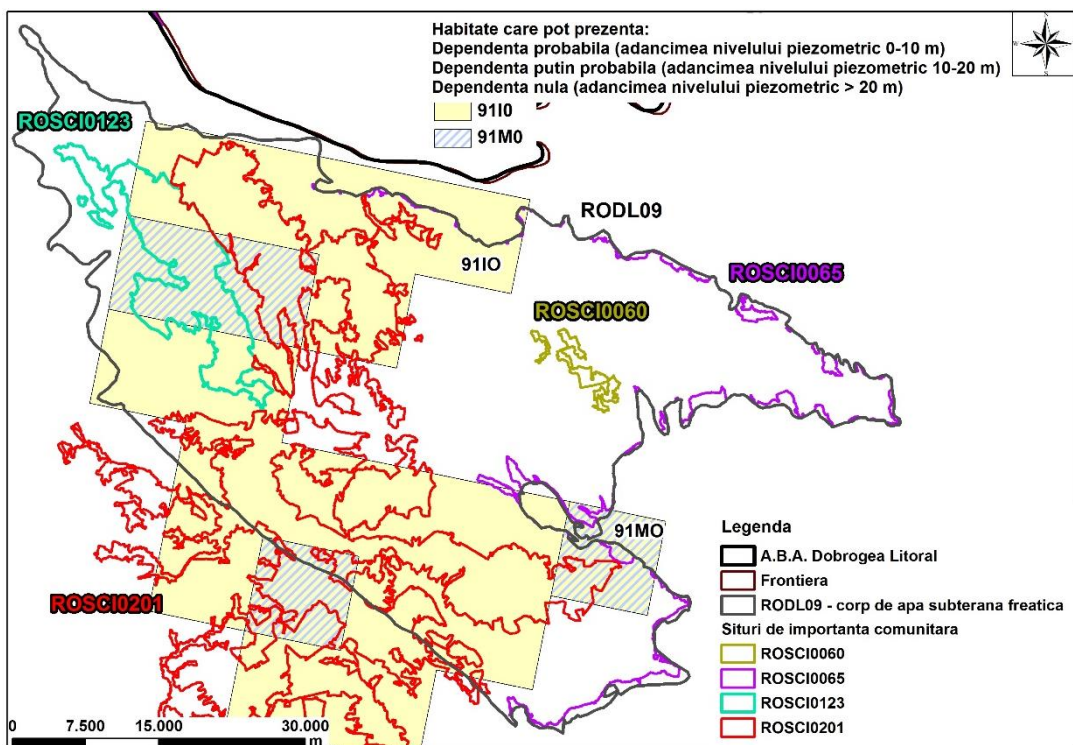 Habitate care pot prezenta:
Dependenta probabila (adancimea nivelului piezometric 0-10 m)
Dependenta putin probabila (adancimea nivelului piezometric 10-20 m)
Dependenta nula (adancimea nivelului piezometric > 20 m)
91I0
91M0
N
W
E
S
ROSCI0123
RODL09
91IO
ROSCI0065
ROSCI0060
91MO
ROSCI0201
Legenda
A.B.A. Dobrogea Litoral
Frontiera
RODL09 - corp de apa subterana freatica
Situri de importanta comunitara
ROSCI0060
ROSCI0065
ROSCI0123
ROSCI0201
0 7.500 15.000 30.000
m